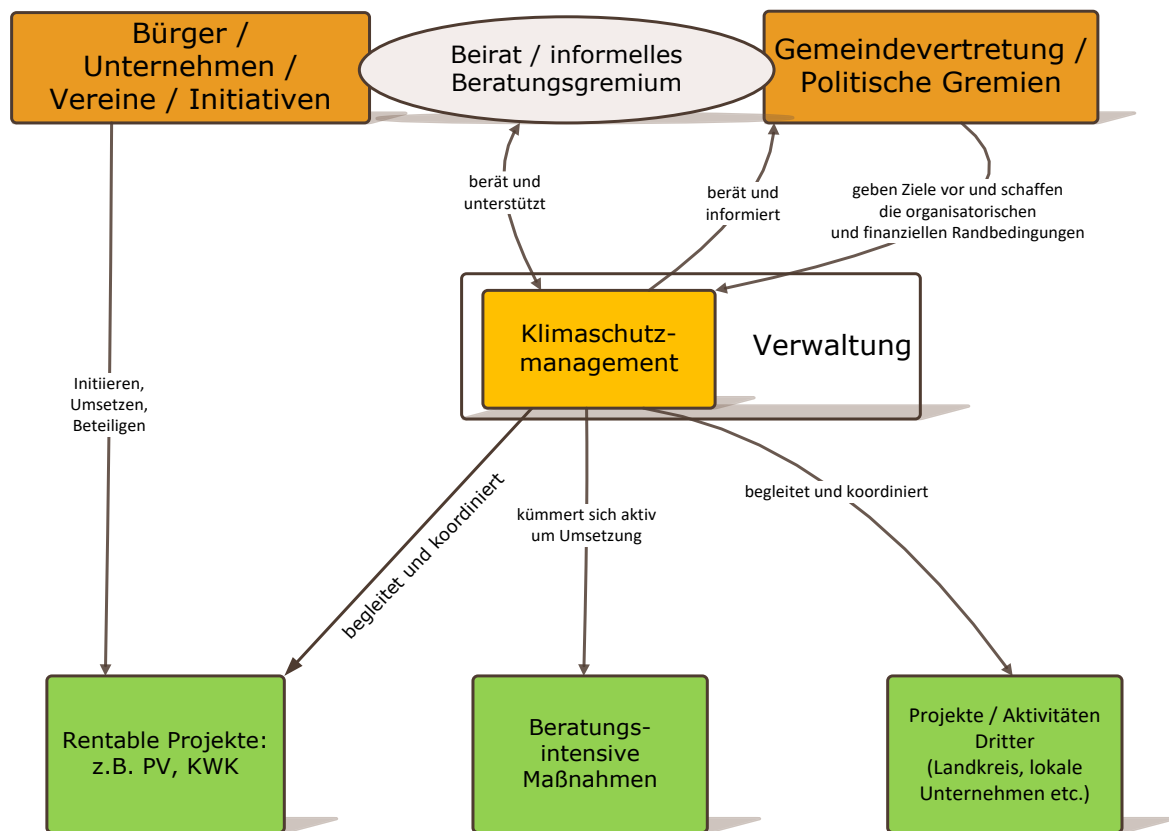 Bürger /
Unternehmen /
Vereine / Initiativen
Beirat / informelles
Beratungsgremium
Gemeindevertretung /
Politische Gremien
berät und
unterstützt
berät und
informiert
geben Ziele vor und schaffen
die organisatorischen
und finanziellen Randbedingungen
Klimaschutz-
management
Verwaltung
Initiieren,
Umsetzen,
Beteiligen
begleitet und koordiniert
kümmert sich aktiv
um Umsetzung
begleitet und koordiniert
Rentable Projekte:
z.B. PV, KWK
Beratungs-
intensive
Maßnahmen
Projekte / Aktivitäten
Dritter
(Landkreis, lokale
Unternehmen etc.)